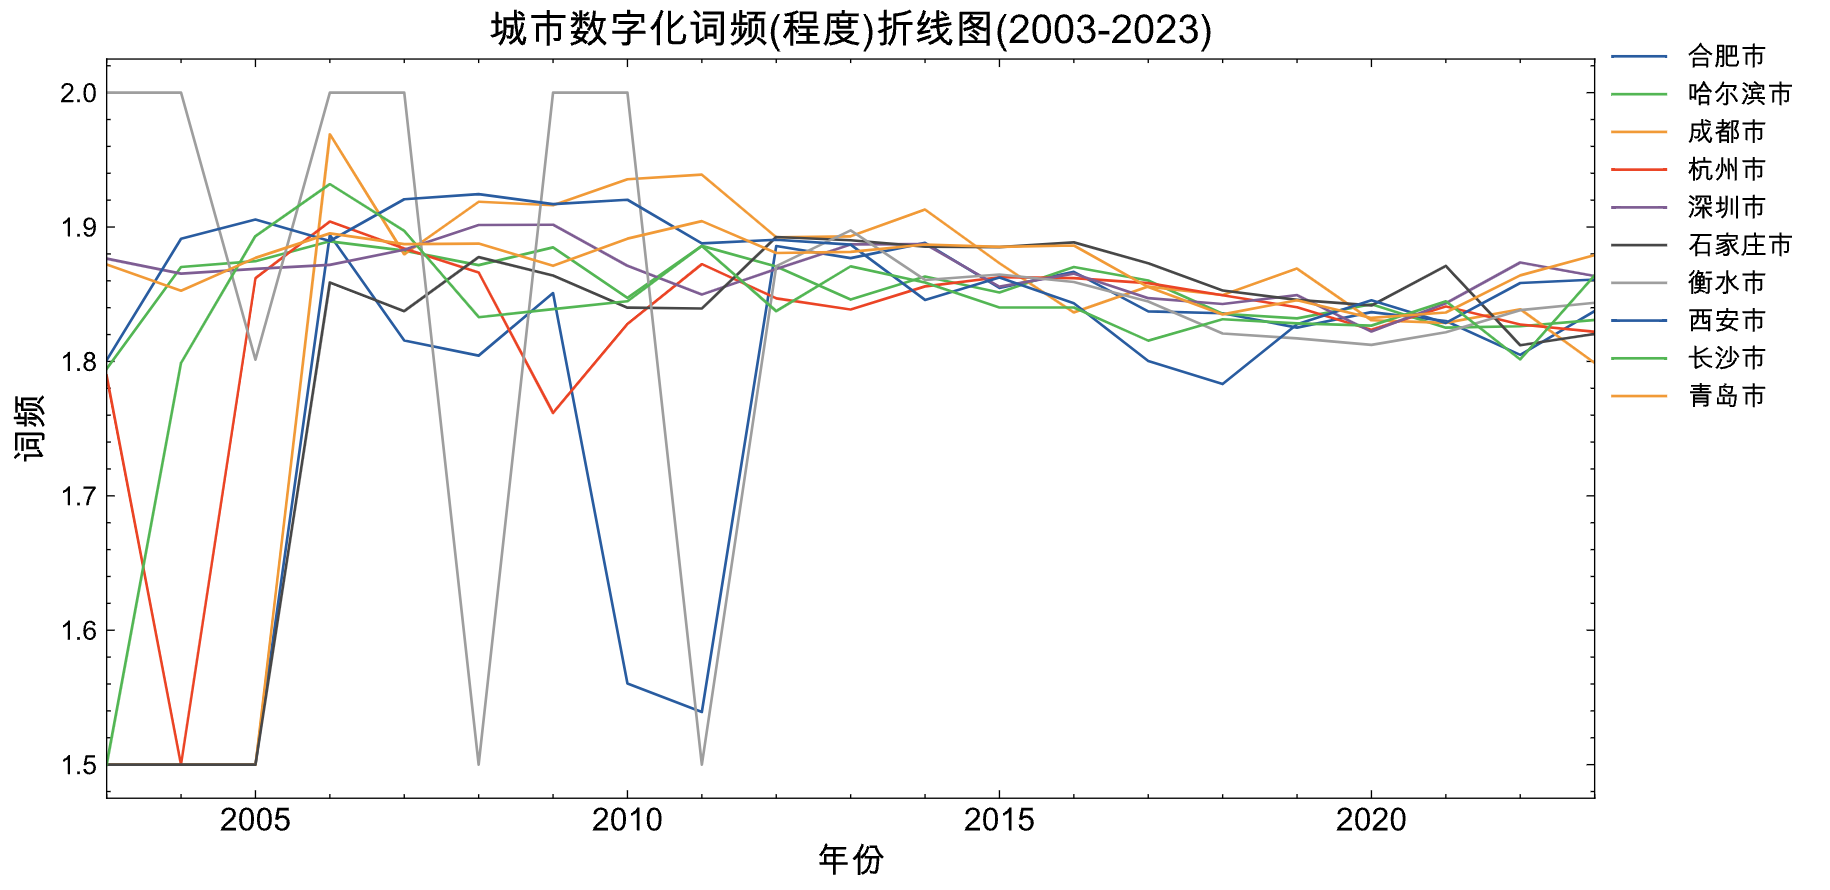 城市数字化词频(程度)折线图(2003-2023)
合肥市
哈尔滨市
成都市
杭州市
深圳市
石家庄市
衡水市
西安市
长沙市
青岛市
词频
2.0
1.9
1.8
1.7
1.6
1.5
2005 2010 2015 2020
年份